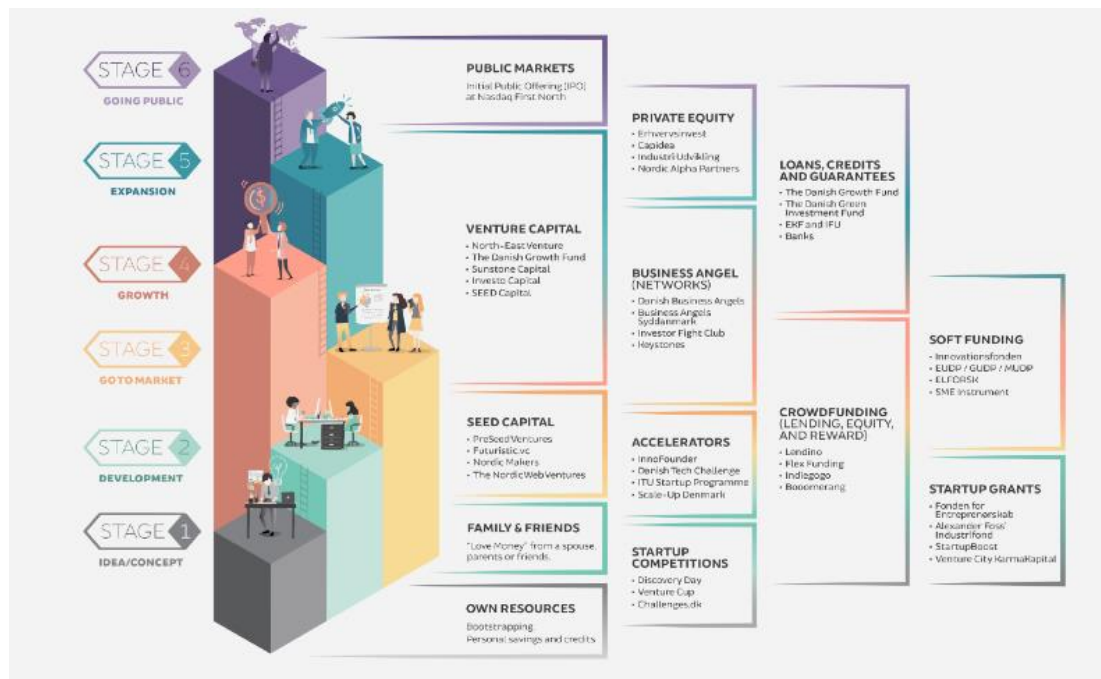 STAGE 6
GOING PUBLIC
STAGE 5
EXPANSION
STAGE 4
GROWTH
STAGE 3
GO TO MARKET
STAGE 2
DEVELOPMENT
STAGE 1
IDEA/CONCEPT
PUBLIC MARKETS
Initial Public Offering (IPO)
at Nasdaq First North
VENTURE CAPITAL
• North-East Venture
• The Danish Growth Fund
• Sunstone Capital
• Investo Capital
• SEED Capital
SEED CAPITAL
• PreSeed Ventures
• Futuristic.vc
• Nordic Makers
• The Nordic Web Ventures
FAMILY & FRIENDS
"Love Money" from a spouse,
parents or friends.
OWN RESOURCES
Bootstrapping
Personal savings and credits
PRIVATE EQUITY
• Erhvervsinvest
• Capidea
• Industri Udvikling
• Nordic Alpha Partners
BUSINESS ANGEL
(NETWORKS)
• Danish Business Angels
• Business Angels
Syddanmark
• Investor Fight Club
• Keystones
ACCELERATORS
• InnoFounder
• Danish Tech Challenge
• ITU Startup Programme
• Scale-Up Denmark
STARTUP
COMPETITIONS
• Discovery Day
• Venture Cup
• Challenges.dk
LOANS, CREDITS
AND GUARANTEES
• The Danish Growth Fund
• The Danish Green
Investment Fund
• EKF and IFU
• Banks
CROWDFUNDING
(LENDING, EQUITY,
AND REWARD)
• Lendino
• Flex Funding
• Indiegogo
• Booomerang
SOFT FUNDING
• Innovationsfonden
• EUDP / GUDP / MUDP
• ELFORSK
• SME Instrument
STARTUP GRANTS
• Fonden for
Entreprenørskab
• Alexander Foss'
Industrifond
• StartupBoost
• Venture City KarmaKapital